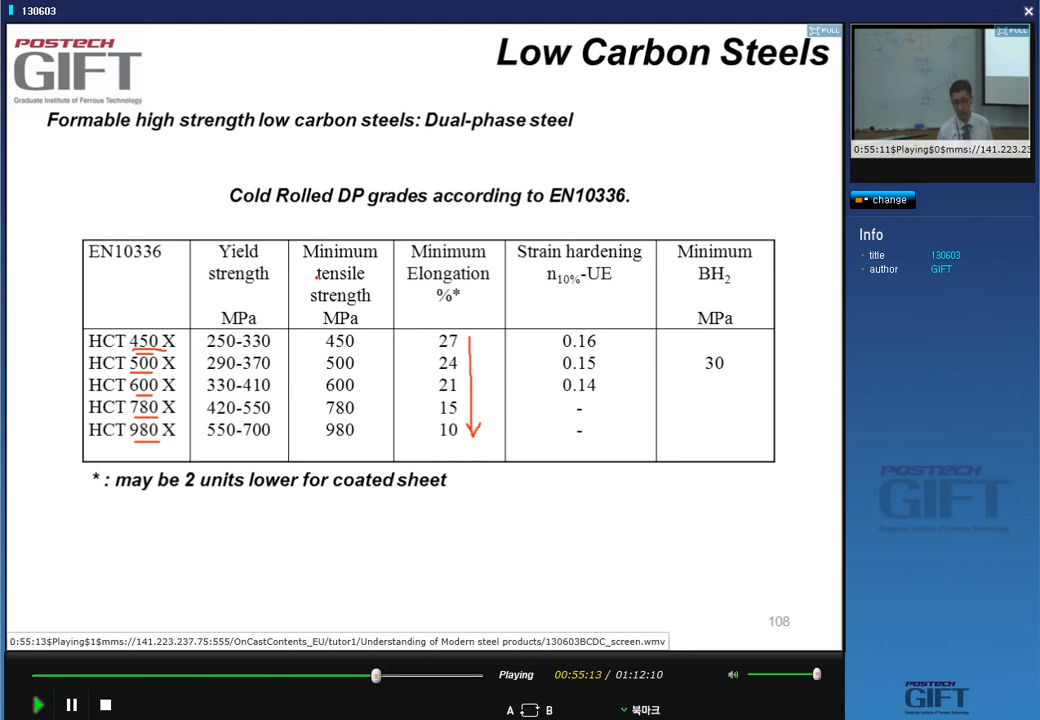 130603
POSTECH
GIFT
Graduate Institute of Ferrous Technology
FULL
Low Carbon Steels
Formable high strength low carbon steels: Dual-phase steel
Cold Rolled DP grades according to EN10336.
EN10336 Yield strength MPa Minimum tensile strength MPa Minimum Elongation %* Strain hardening n10%-UE Minimum BH2 MPa
HCT 450 X 250-330 450 27 0.16
HCT 500 X 290-370 500 24 0.15 30
HCT 600 X 330-410 600 21 0.14
HCT 780 X 420-550 780 15 -
HCT 980 X 550-700 980 10 -
* : may be 2 units lower for coated sheet
108
0:55:13$Playing$1$mms://141.223.237.75:555/OnCastContents_EU/tutor1/Understanding of Modern steel products/130603BCDC_screen.wmv
Playing 00:55:13 / 01:12:10
A B 북마크
FULL
0:55:11$Playing$0$mms://141.223.23
change
Info
title 130603
author GIFT
POSTECH
GIFT
POSTECH
GIFT